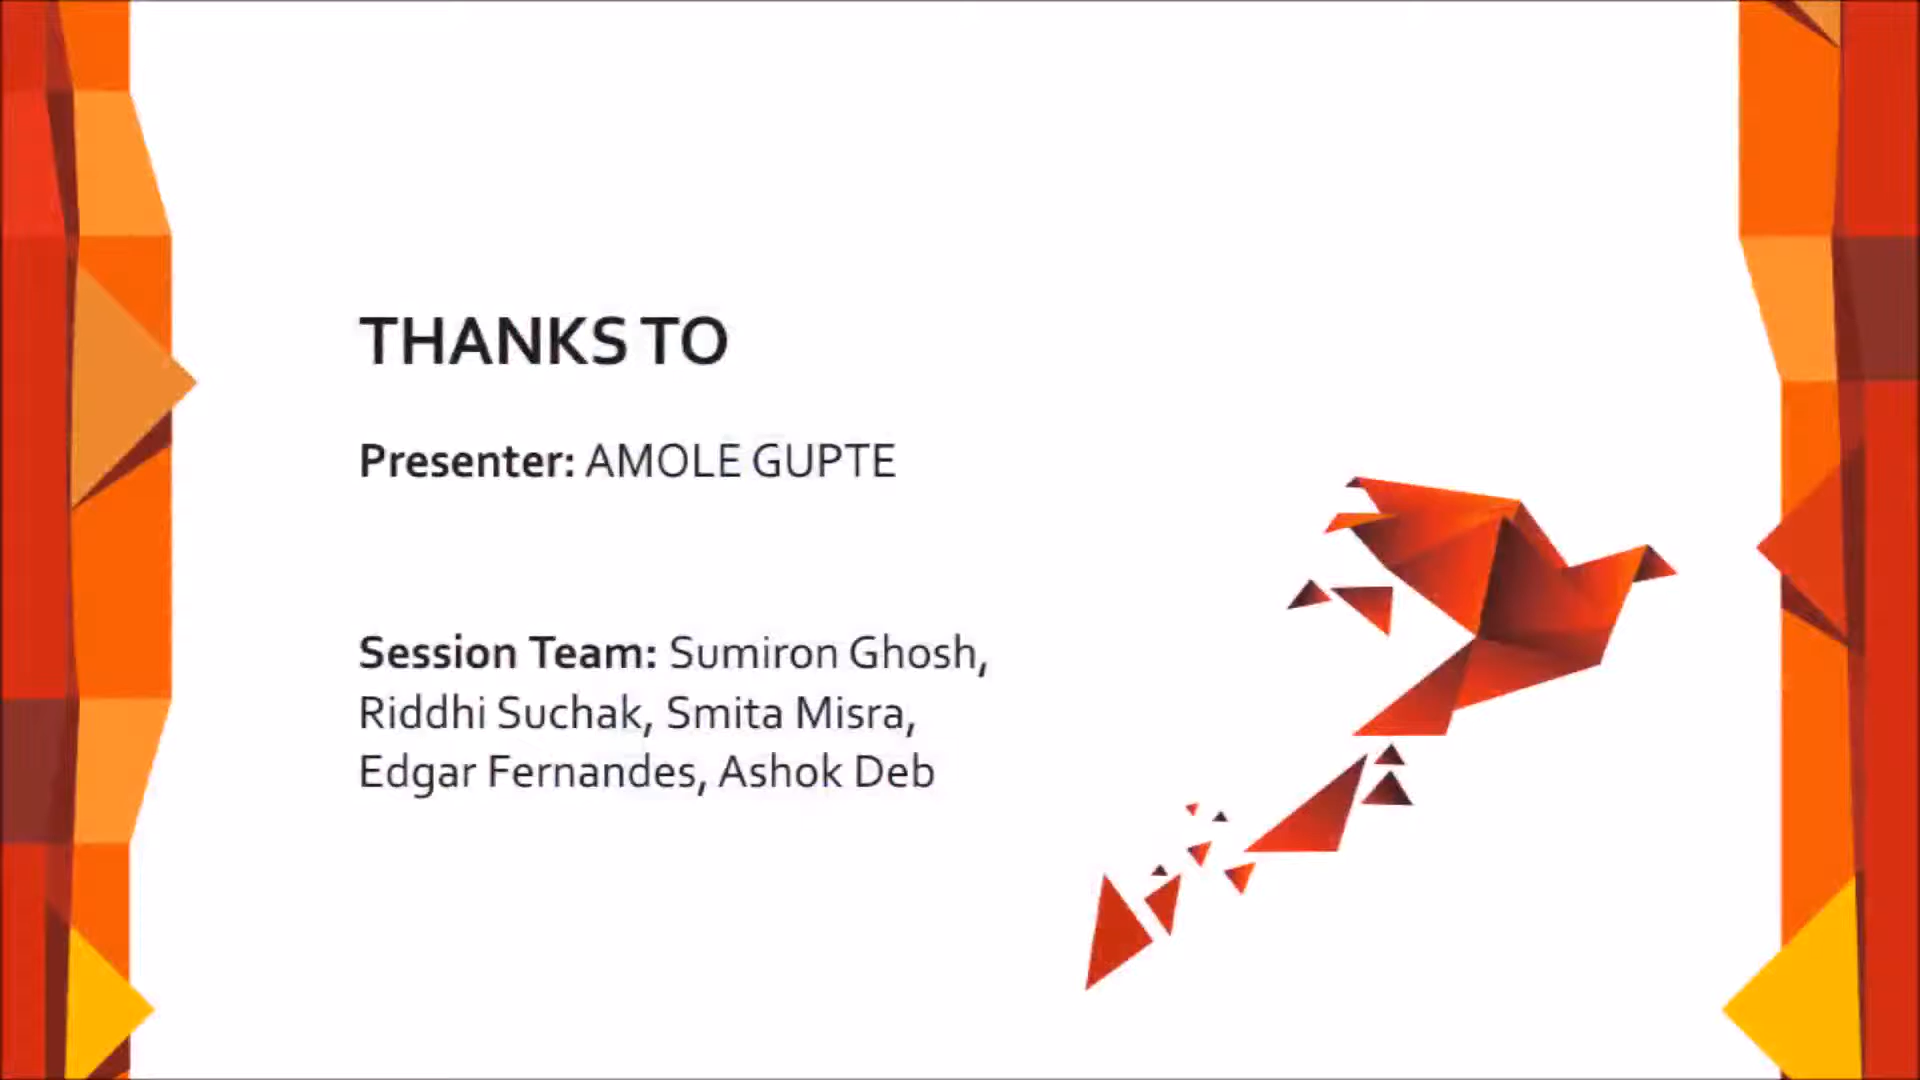 THANKS TO
Presenter: AMOLE GUPTE
Session Team: Sumiron Ghosh,
Riddhi Suchak, Smita Misra,
Edgar Fernandes, Ashok Deb